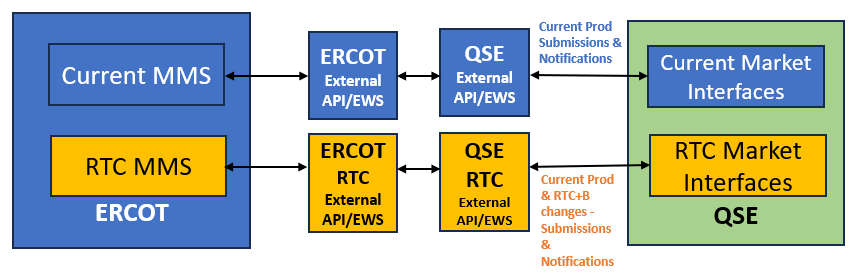 Current MMS
ERCOT
External
API/EWS
QSE
External
API/EWS
Current Prod
Submissions &
Notifications
Current Market
Interfaces
RTC MMS
ERCOT
ERCOT
RTC
External
API/EWS
QSE
RTC
External
API/EWS
Current Prod
& RTC+B
changes -
Submissions
&
Notifications
RTC Market
Interfaces
QSE